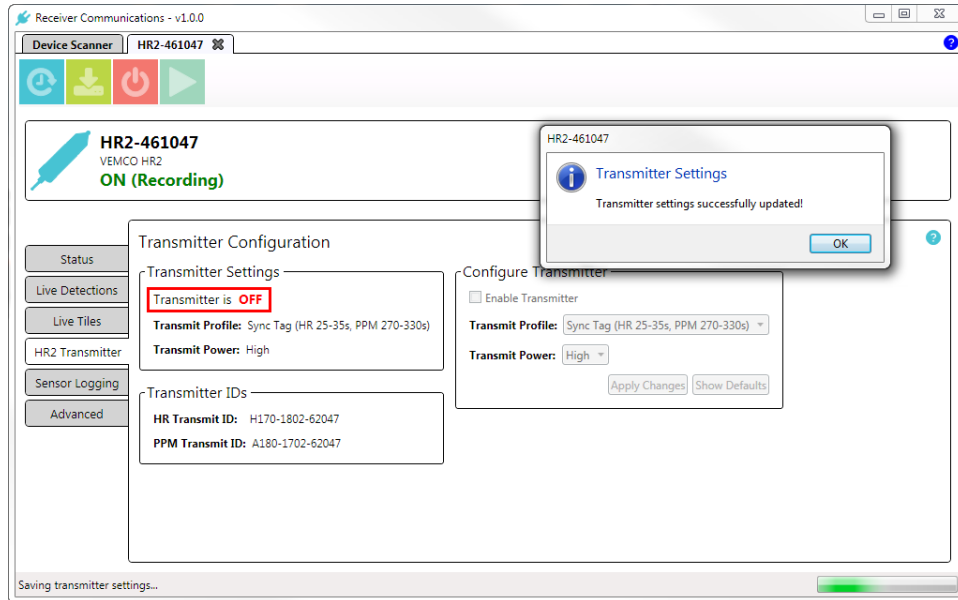 Receiver Communications - v1.0.0
Device Scanner
HR2-461047
?
HR2-461047
VEMCO HR2
ON (Recording)
HR2-461047
i
Transmitter Settings
Transmitter settings successfully updated!
OK
Status
Live Detections
Live Tiles
HR2 Transmitter
Sensor Logging
Advanced
Transmitter Configuration
?
Transmitter Settings
Transmitter is OFF
Transmit Profile: Sync Tag (HR 25-35s, PPM 270-330s)
Transmit Power: High
Transmitter IDs
HR Transmit ID: H170-1802-62047
PPM Transmit ID: A180-1702-62047
Configure Transmitter
Enable Transmitter
Transmit Profile: Sync Tag (HR 25-35s, PPM 270-330s)
Transmit Power: High
Apply Changes Show Defaults
Saving transmitter settings...